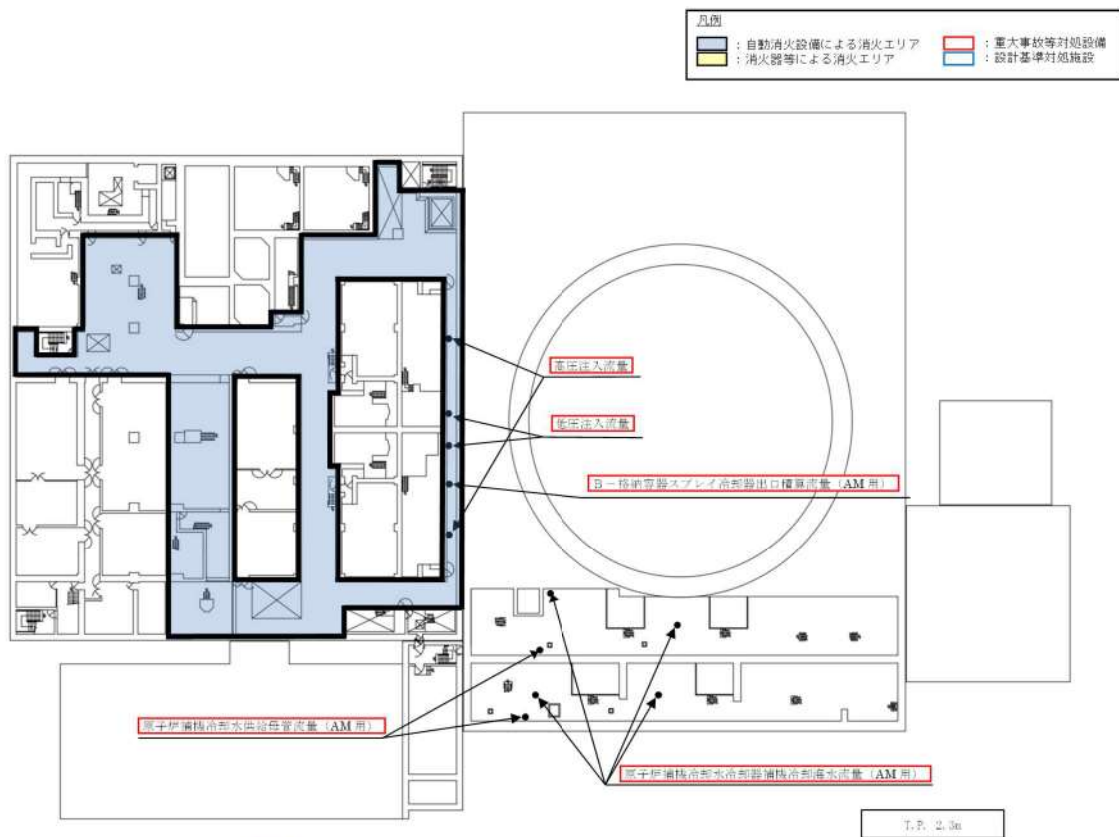 凡例
：自動消火設備による消火エリア
：重大事故等対処設備
：消火器等による消火エリア
：設計基準対処施設
高圧注入流量
低圧注入流量
B－格納容器スプレイ冷却器出口積算流量（AM用）
原子炉補機冷却水供給母管流量（AM用）
原子炉補機冷却水冷却器補機冷却海水流量（AM用）
T.P. 2.3m